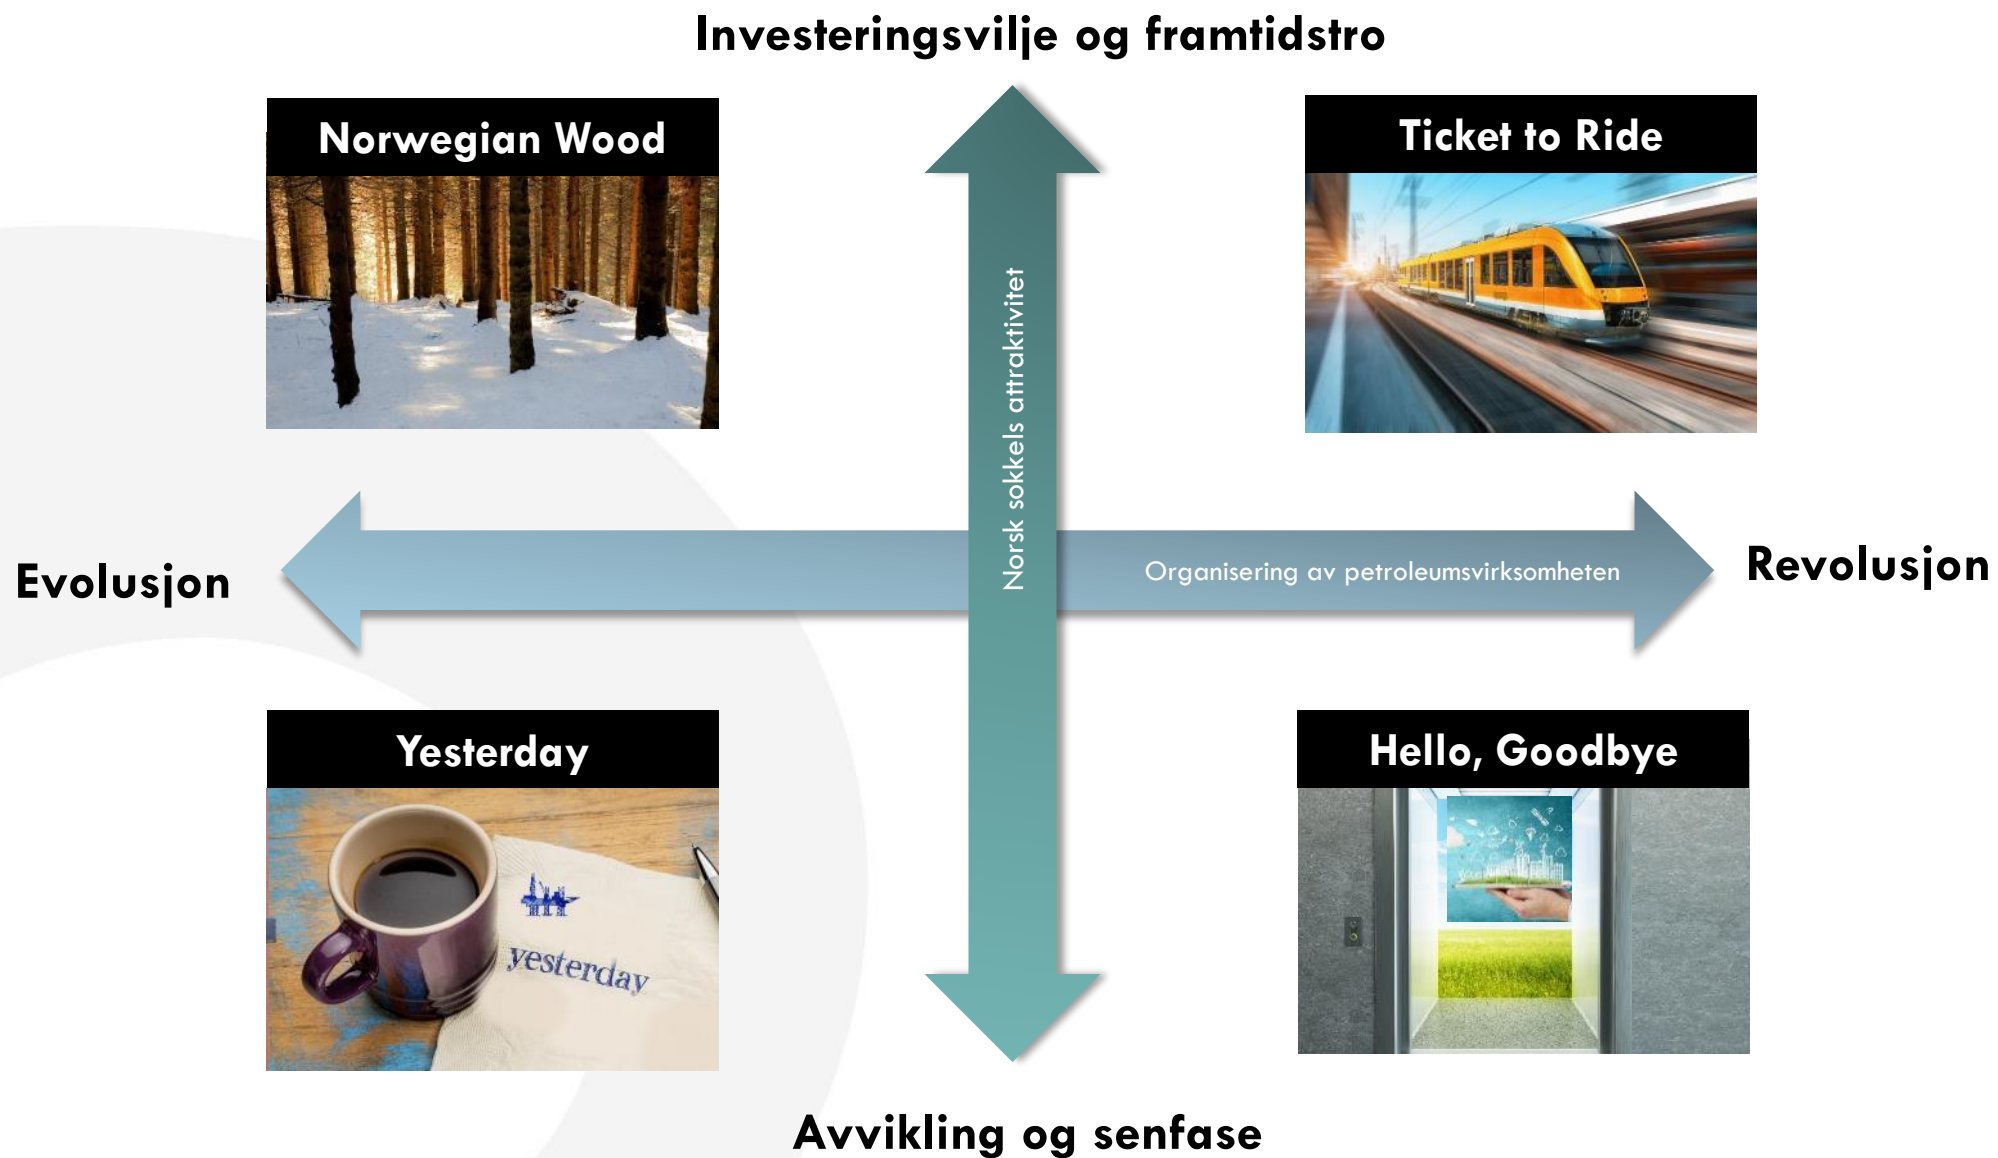 Investeringsvilje og framtidstro
Norwegian Wood
Ticket to Ride
Norsk sokkels attraktivitet
Evolusjon
Organisering av petroleumsvirksomheten
Revolusjon
Yesterday
yesterday
Hello, Goodbye
Avvikling og senfase